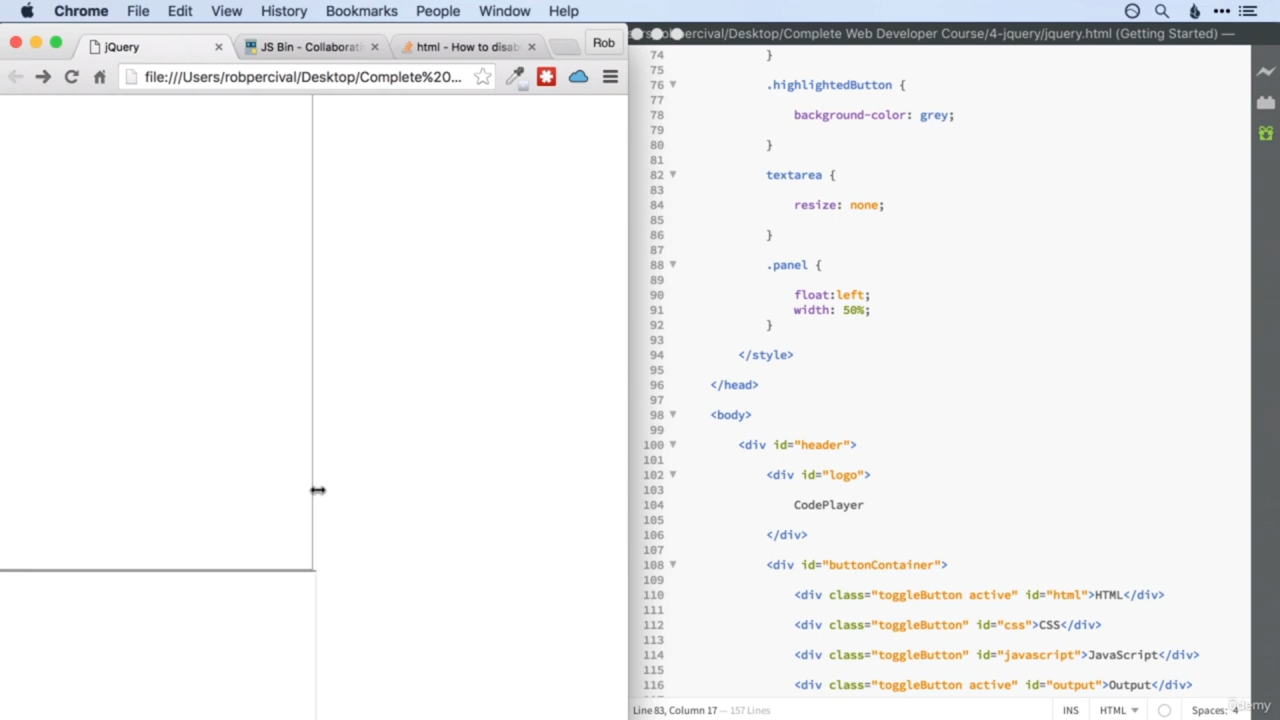 Chrome File Edit View History Bookmarks People Window Help
jQuery
JS Bin - Collaborati
html - How to disab
Rob
file:///Users/robpercival/Desktop/Complete%20...
/robpercival/Desktop/Complete Web Developer Course/4-jquery/jquery.html (Getting Started) —
74 }
75
76 .highlightedButton {
77
78 background-color: grey;
79
80 }
81
82 textarea {
83
84 resize: none;
85
86 }
87
88 .panel {
89
90 float:left;
91 width: 50%;
92 }
93
94 </style>
95
96 </head>
97
98 <body>
99
100 <div id="header">
101
102 <div id="logo">
103
104 CodePlayer
105
106 </div>
107
108 <div id="buttonContainer">
109
110 <div class="toggleButton active" id="html">HTML</div>
111
112 <div class="toggleButton" id="css">CSS</div>
113
114 <div class="toggleButton" id="javascript">JavaScript</div>
115
116 <div class="toggleButton active" id="output">Output</div>
Line 83, Column 17 — 157 Lines
INS HTML Spaces: 4
ûdemy